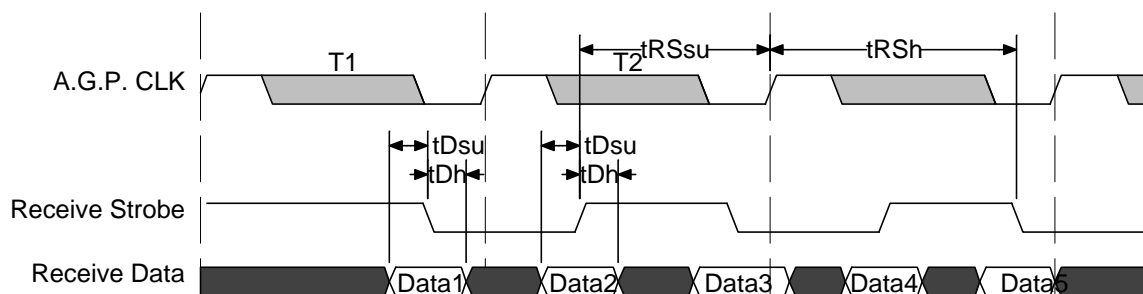 tRSsu tRSh
T1 T2
A.G.P. CLK
tDsu tDsu
tDh tDh
Receive Strobe
Receive Data Data1 Data2 Data3 Data4 Data5